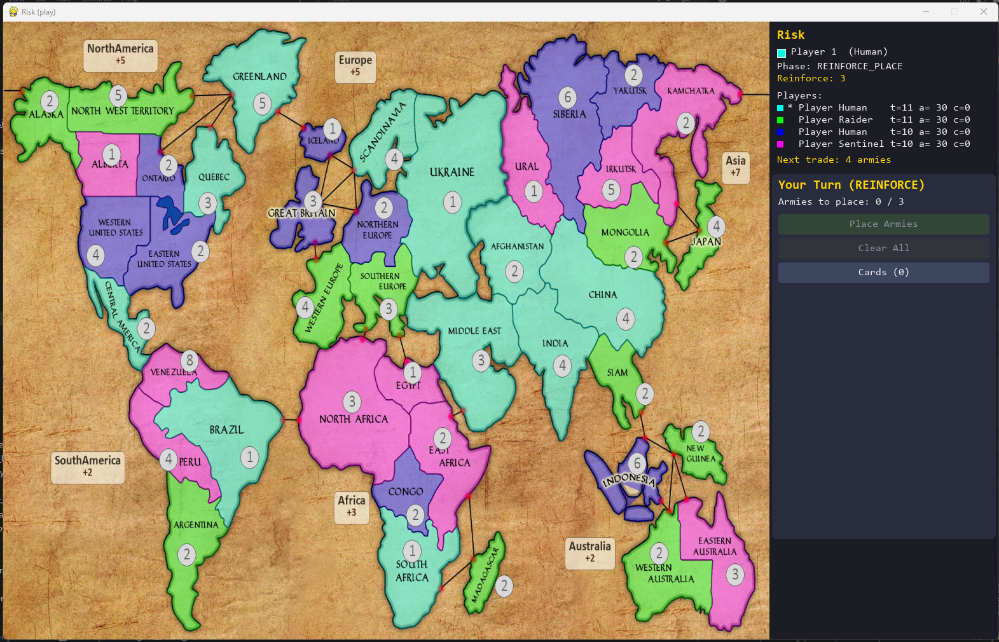 Risk (play)
NorthAmerica
+5
Europe
+5
Asia
+7
SouthAmerica
+2
Africa
+3
Australia
+2
GREENLAND
5
2
ALASKA
5
NORTH WEST TERRITORY
1
ALBERTA
2
ONTARIO
QUEBEC
3
WESTERN
UNITED STATES
4
EASTERN
UNITED STATES
2
CENTRAL AMERICA
2
8
VENEZUELA
BRAZIL
1
4
PERU
ARGENTINA
2
1
ICELAND
SCANDINAVIA
4
3
GREAT BRITAIN
2
NORTHERN
EUROPE
UKRAINE
1
WESTERN EUROPE
4
SOUTHERN
EUROPE
3
3
NORTH AFRICA
1
EGYPT
2
EAST
AFRICA
CONGO
2
1
SOUTH
AFRICA
MADAGASCAR
2
6
SIBERIA
2
YAKUTSK
KAMCHATKA
2
URAL
1
IRKUTSK
5
MONGOLIA
2
4
JAPAN
AFGHANISTAN
2
CHINA
4
MIDDLE EAST
3
INDIA
4
SIAM
2
6
INDONESIA
2
NEW
GUINEA
2
WESTERN
AUSTRALIA
EASTERN
AUSTRALIA
3
Risk
Player 1 (Human)
Phase: REINFORCE_PLACE
Reinforce: 3
Players:
* Player Human t=11 a= 30 c=0
Player Raider t=11 a= 30 c=0
Player Human t=10 a= 30 c=0
Player Sentinel t=10 a= 30 c=0
Next trade: 4 armies
Your Turn (REINFORCE)
Armies to place: 0 / 3
Place Armies
Clear All
Cards (0)